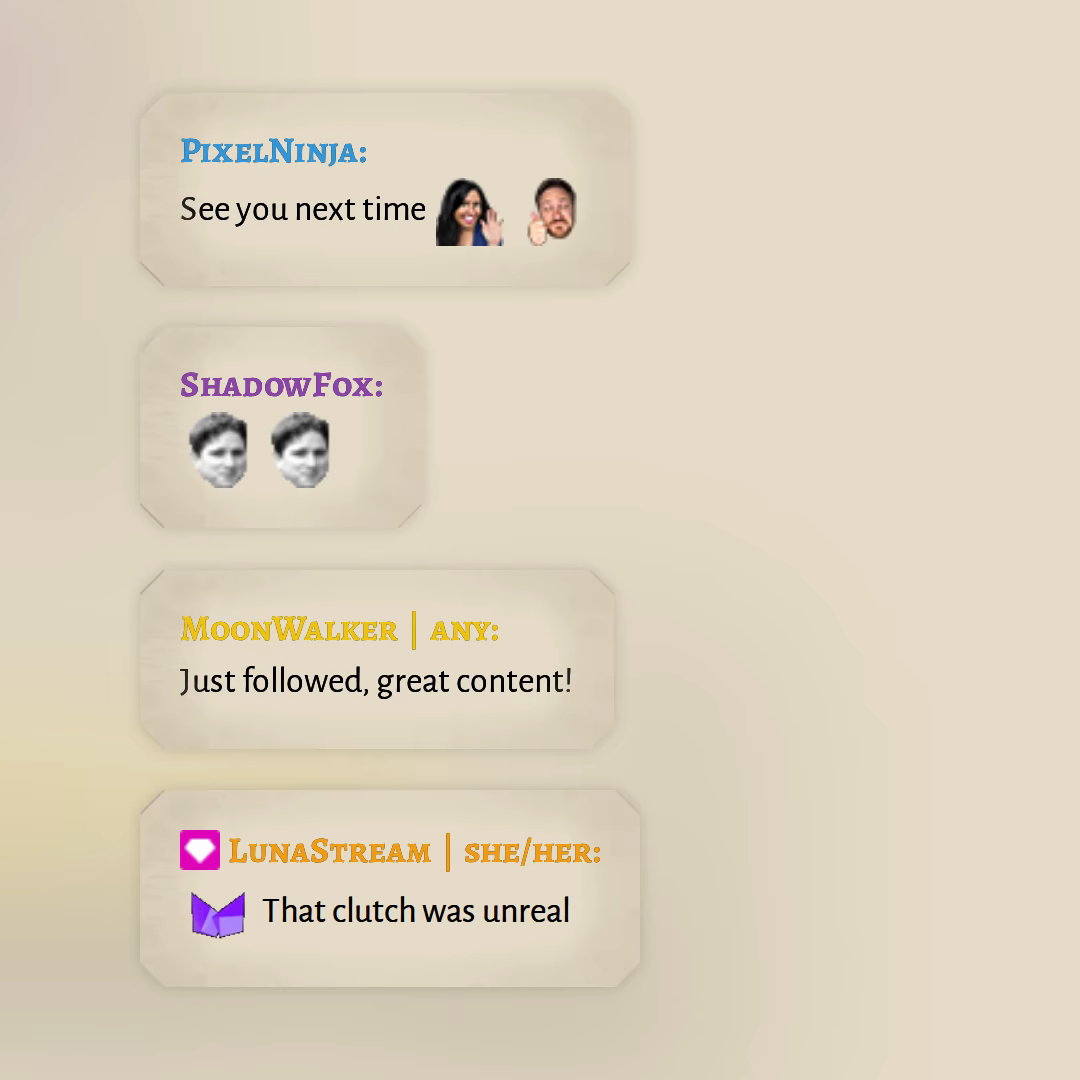 PixelNinja:
See you next time
ShadowFox:
MoonWalker | any:
Just followed, great content!
LunaStream | she/her:
That clutch was unreal